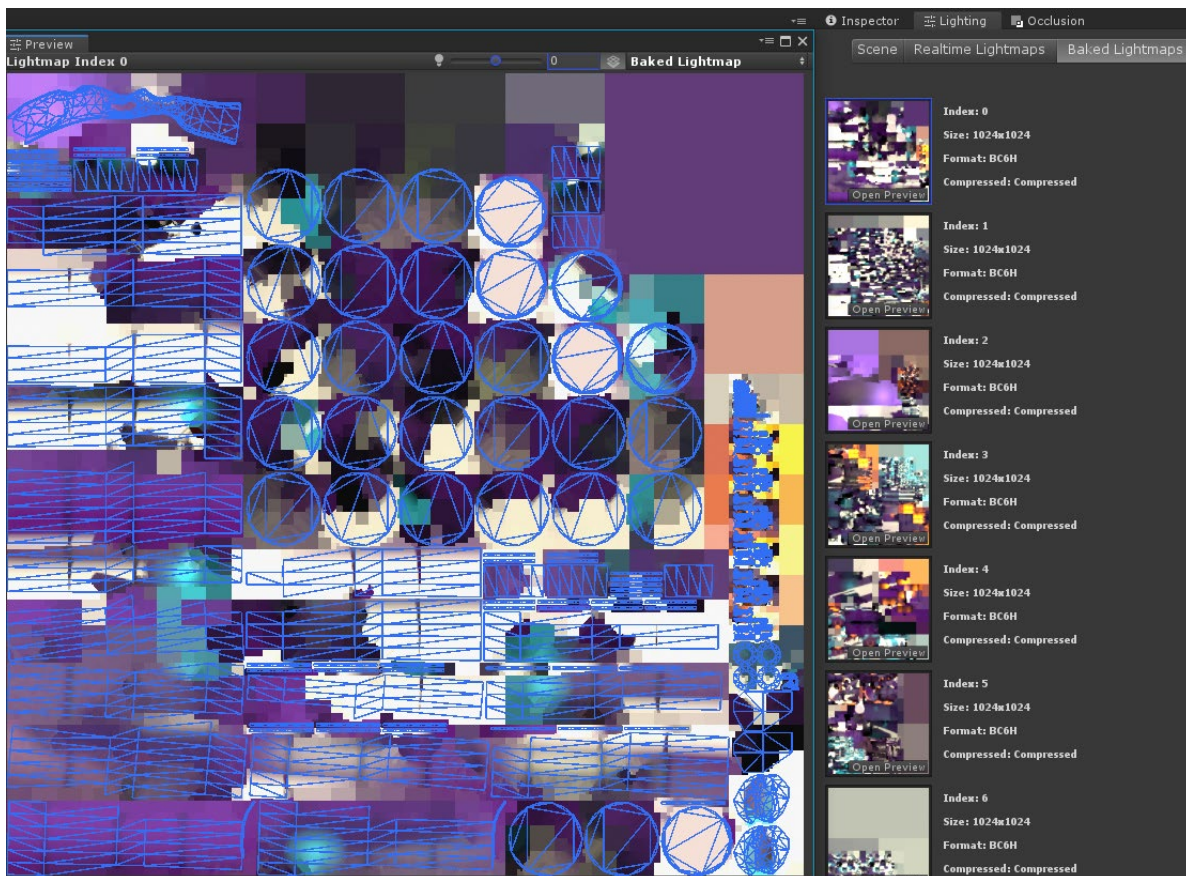 Inspector
Lighting
Occlusion
Preview
Scene
Realtime Lightmaps
Baked Lightmaps
Lightmap Index 0
0
Baked Lightmap
Index: 0
Size: 1024x1024
Format: BC6H
Compressed: Compressed
Open Preview
Index: 1
Size: 1024x1024
Format: BC6H
Compressed: Compressed
Open Preview
Index: 2
Size: 1024x1024
Format: BC6H
Compressed: Compressed
Open Preview
Index: 3
Size: 1024x1024
Format: BC6H
Compressed: Compressed
Open Preview
Index: 4
Size: 1024x1024
Format: BC6H
Compressed: Compressed
Open Preview
Index: 5
Size: 1024x1024
Format: BC6H
Compressed: Compressed
Open Preview
Index: 6
Size: 1024x1024
Format: BC6H
Compressed: Compressed